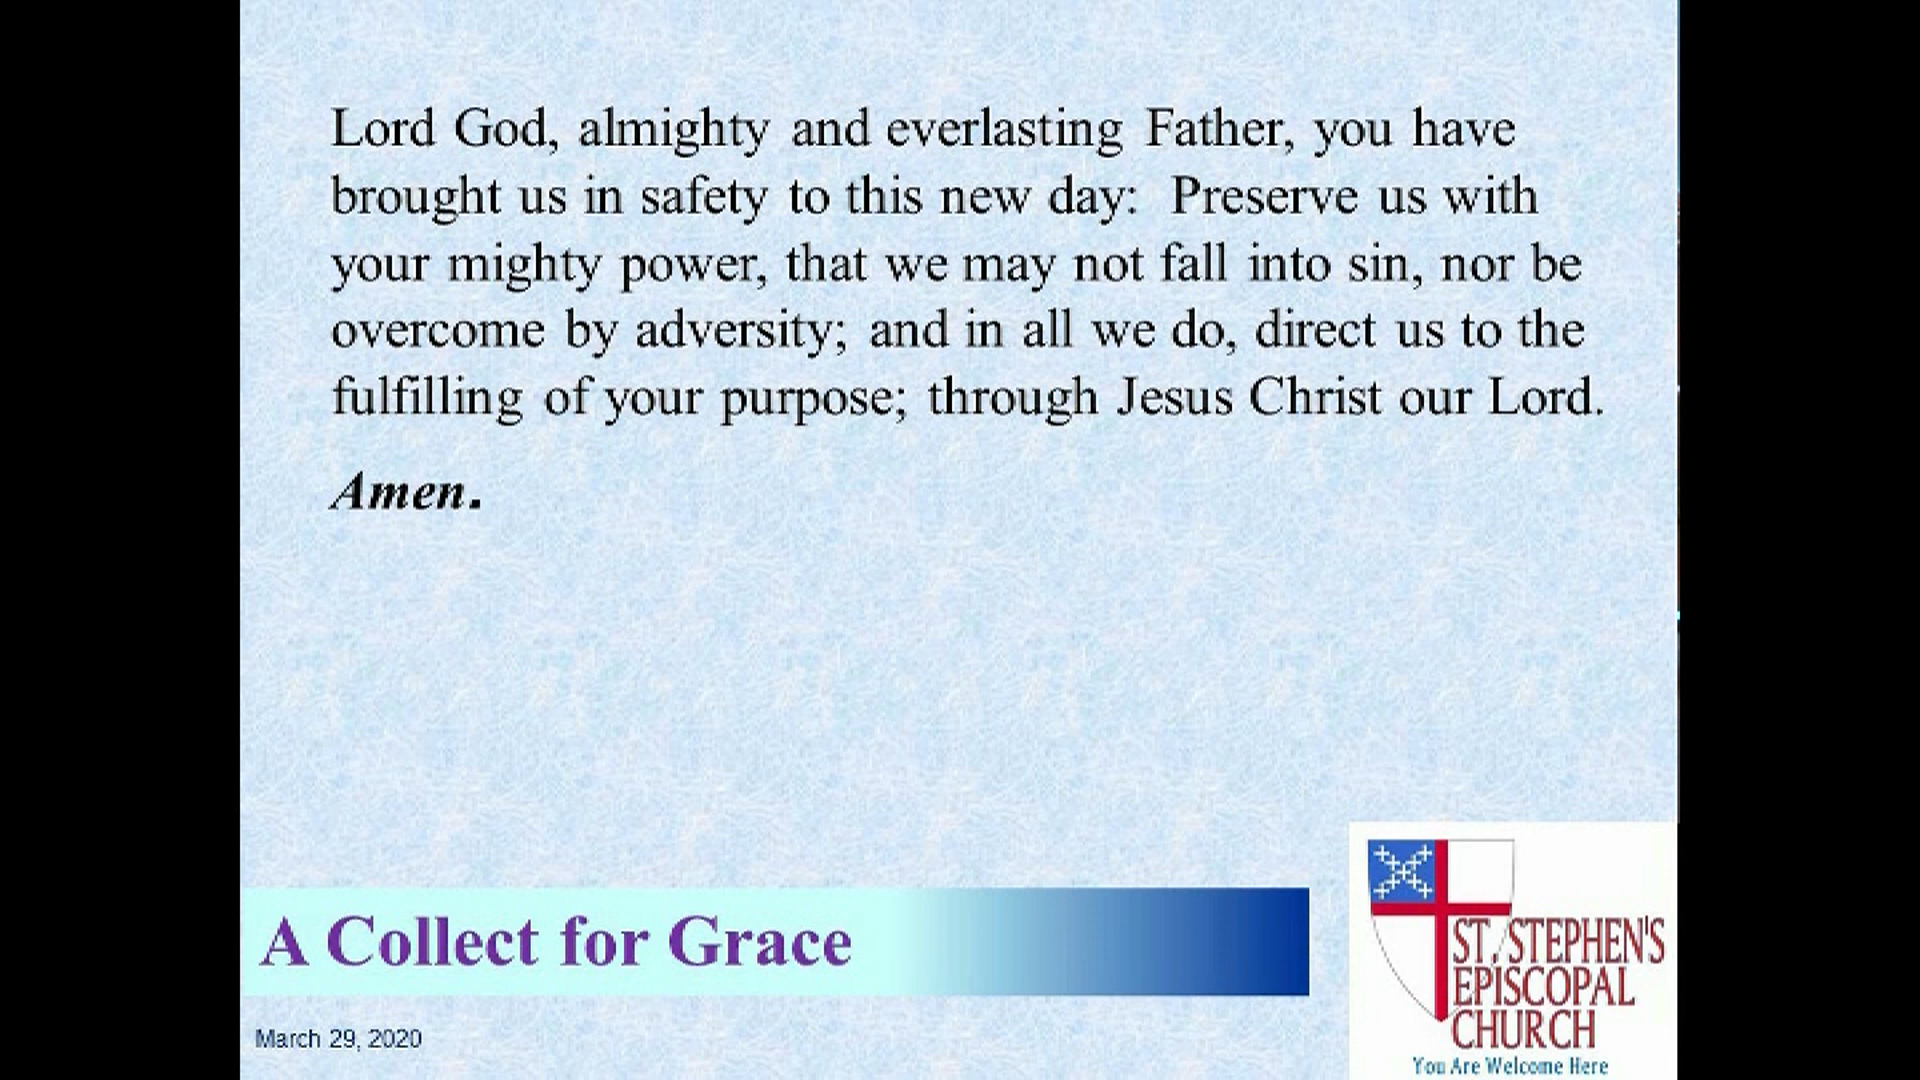 Lord God, almighty and everlasting Father, you have
brought us in safety to this new day: Preserve us with
your mighty power, that we may not fall into sin, nor be
overcome by adversity; and in all we do, direct us to the
fulfilling of your purpose; through Jesus Christ our Lord.
Amen.
A Collect for Grace
March 29, 2020
ST. STEPHEN'S
EPISCOPAL
CHURCH
You Are Welcome Here